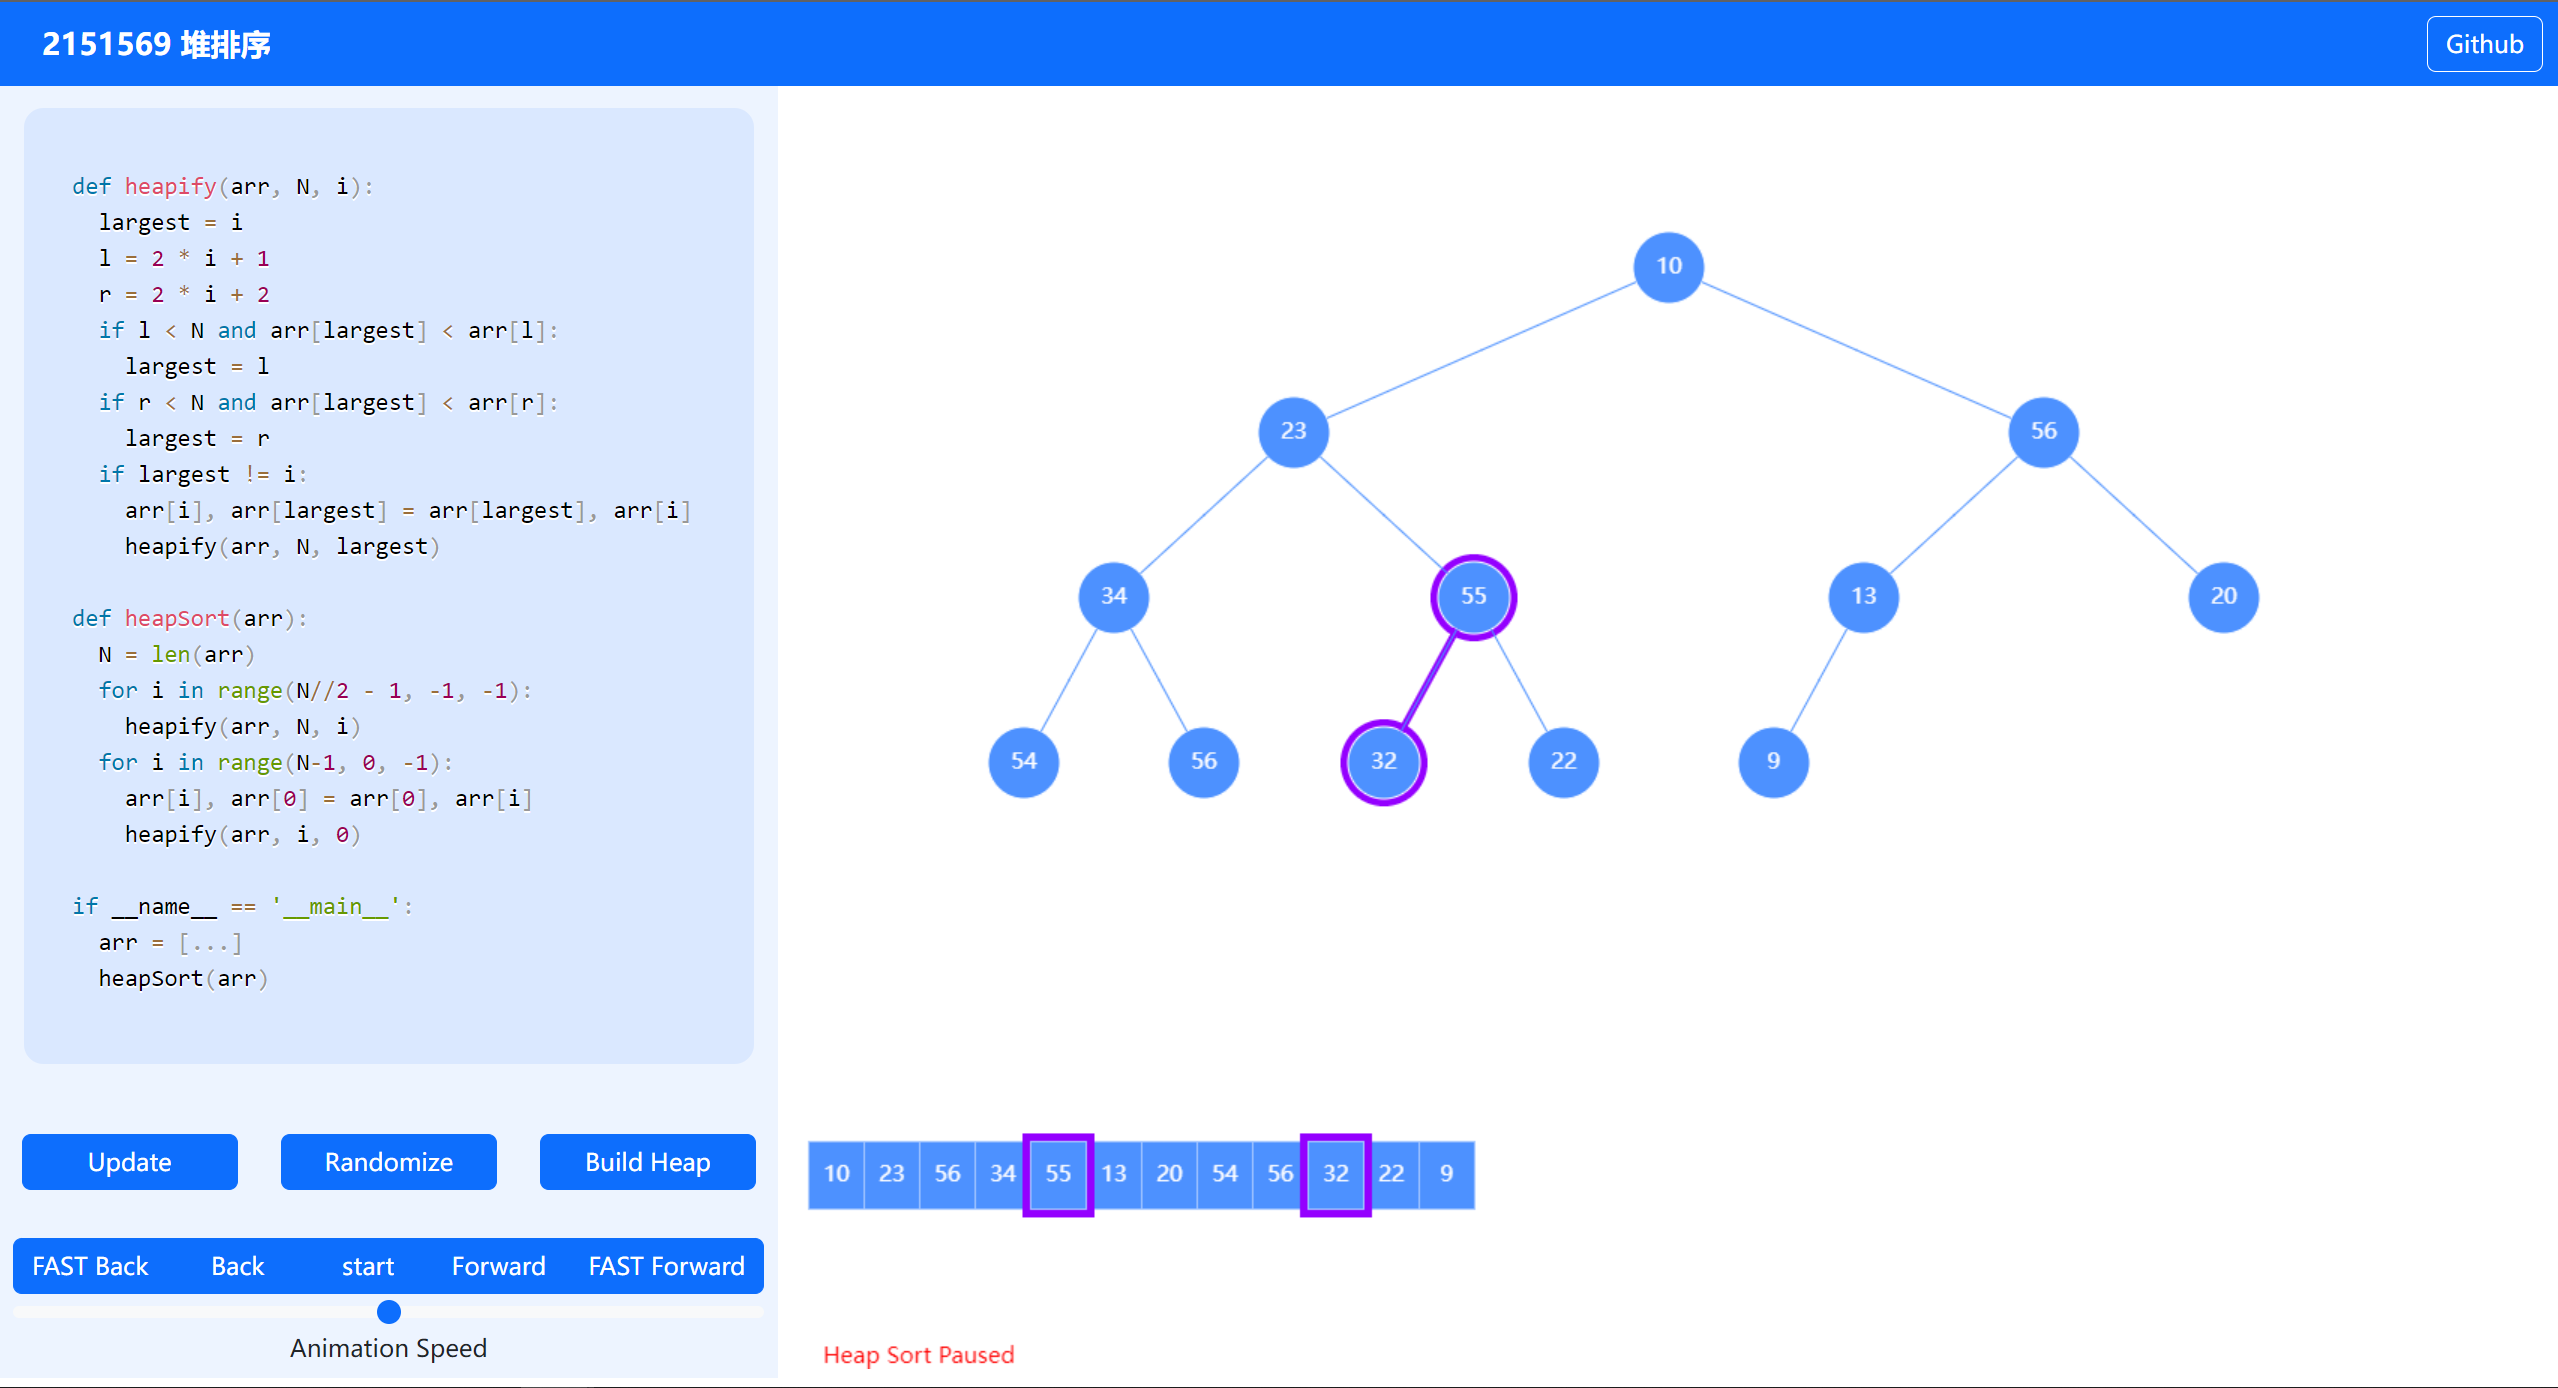 2151569 堆排序
Github
def heapify(arr, N, i):
  largest = i
  l = 2 * i + 1
  r = 2 * i + 2
  if l < N and arr[largest] < arr[l]:
    largest = l
  if r < N and arr[largest] < arr[r]:
    largest = r
  if largest != i:
    arr[i], arr[largest] = arr[largest], arr[i]
    heapify(arr, N, largest)
def heapSort(arr):
  N = len(arr)
  for i in range(N//2 - 1, -1, -1):
    heapify(arr, N, i)
  for i in range(N-1, 0, -1):
    arr[i], arr[0] = arr[0], arr[i]
    heapify(arr, i, 0)
if __name__ == '__main__':
  arr = [...]
  heapSort(arr)
Update Randomize Build Heap
FAST Back Back start Forward FAST Forward
Animation Speed
10
23 56
34 55 13 20
54 56 32 22 9
10 23 56 34 55 13 20 54 56 32 22 9
Heap Sort Paused